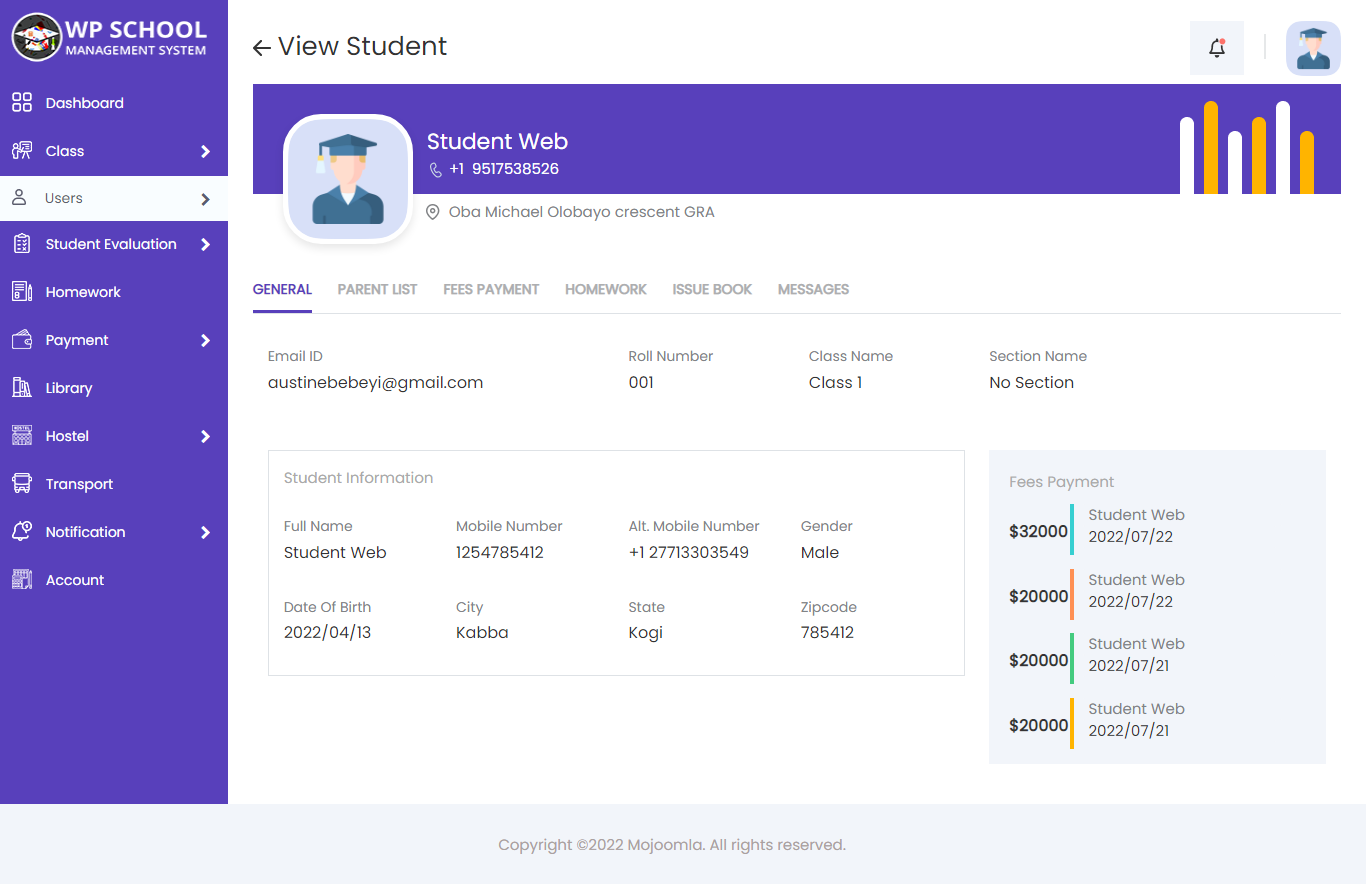 WP SCHOOL
MANAGEMENT SYSTEM
Dashboard
Class
Users
Student Evaluation
Homework
Payment
Library
Hostel
Transport
Notification
Account
View Student
Student Web
+1 9517538526
Oba Michael Olobayo crescent GRA
GENERAL PARENT LIST FEES PAYMENT HOMEWORK ISSUE BOOK MESSAGES
Email ID Roll Number Class Name Section Name
austinebebeyi@gmail.com 001 Class 1 No Section
Student Information
Full Name Mobile Number Alt. Mobile Number Gender
Student Web 1254785412 +1 27713303549 Male
Date Of Birth City State Zipcode
2022/04/13 Kabba Kogi 785412
Fees Payment
$32000 Student Web
2022/07/22
$20000 Student Web
2022/07/22
$20000 Student Web
2022/07/21
$20000 Student Web
2022/07/21
Copyright ©2022 Mojoomla. All rights reserved.